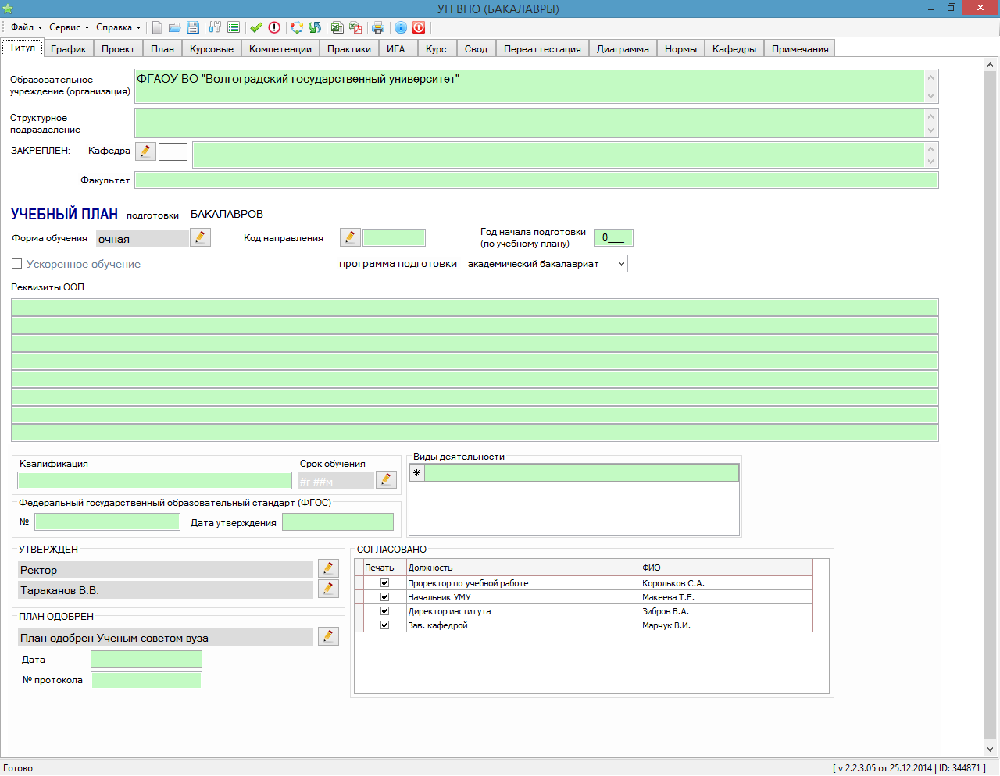 УП ВПО (БАКАЛАВРЫ)
Файл Сервис Справка
Титул График Проект План Курсовые Компетенции Практики ИГА Курс Свод Переаттестация Диаграмма Нормы Кафедры Примечания
Образовательное
учреждение (организация)
ФГАОУ ВО "Волгоградский государственный университет"
Структурное
подразделение
ЗАКРЕПЛЕН: Кафедра
Факультет
УЧЕБНЫЙ ПЛАН подготовки БАКАЛАВРОВ
Форма обучения очная Код направления
Год начала подготовки
(по учебному плану)
0___
Ускоренное обучение программа подготовки академический бакалавриат
Реквизиты ООП
Квалификация Срок обучения
#г ##м
Виды деятельности
Федеральный государственный образовательный стандарт (ФГОС)
№ Дата утверждения
УТВЕРЖДЕН
Ректор
Тараканов В.В.
ПЛАН ОДОБРЕН
План одобрен Ученым советом вуза
Дата
№ протокола
СОГЛАСОВАНО
Печать Должность ФИО
Проректор по учебной работе Корольков С.А.
Начальник УМУ Макеева Т.Е.
Директор института Зибров В.А.
Зав. кафедрой Марчук В.И.
Готово
[ v 2.2.3.05 от 25.12.2014 | ID: 344871 ]